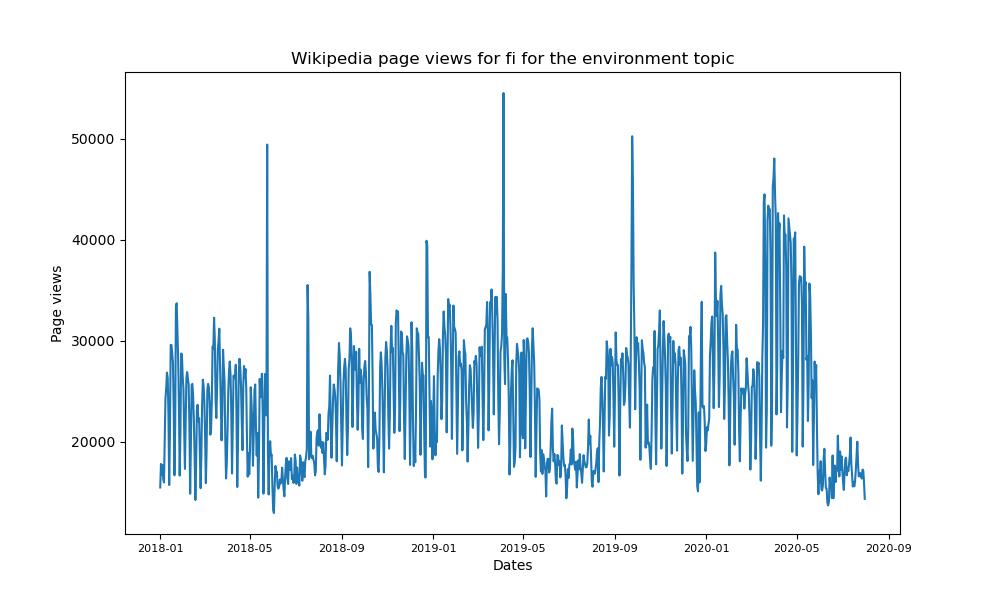 Wikipedia page views for fi for the environment topic
Page views
50000
40000
30000
20000
2018-01 2018-05 2018-09 2019-01 2019-05 2019-09 2020-01 2020-05 2020-09
Dates